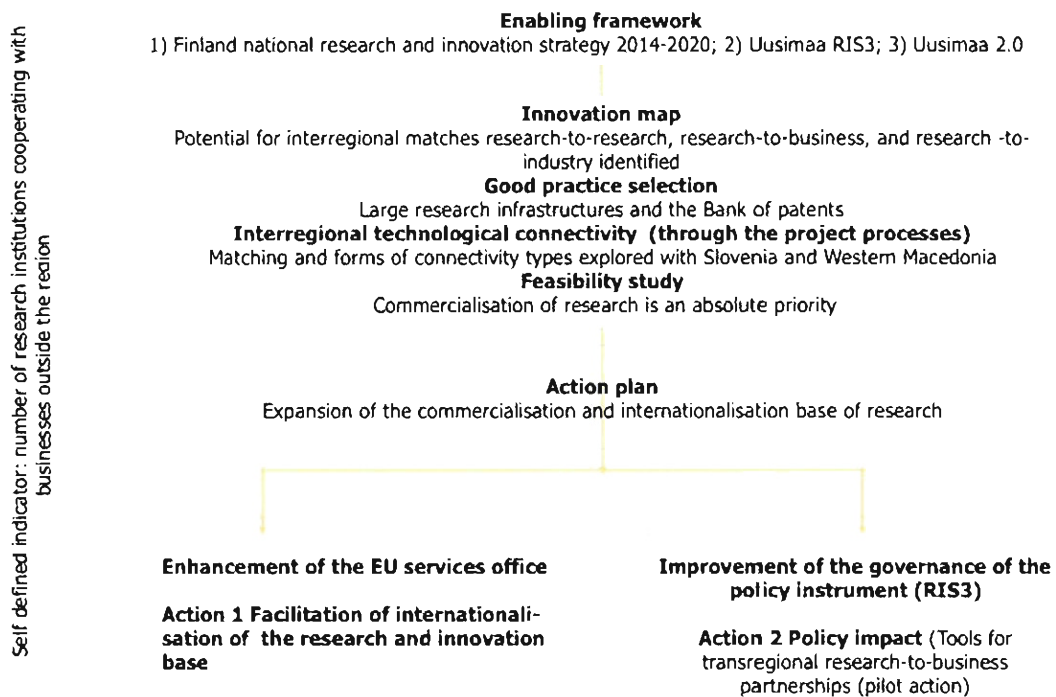 Self defined indicator: number of research institutions cooperating with
businesses outside the region
Enabling framework
1) Finland national research and innovation strategy 2014-2020; 2) Uusimaa RIS3; 3) Uusimaa 2.0
Innovation map
Potential for interregional matches research-to-research, research-to-business, and research -to-
industry identified
Good practice selection
Large research infrastructures and the Bank of patents
Interregional technological connectivity (through the project processes)
Matching and forms of connectivity types explored with Slovenia and Western Macedonia
Feasibility study
Commercialisation of research is an absolute priority
Action plan
Expansion of the commercialisation and internationalisation base of research
Enhancement of the EU services office
Action 1 Facilitation of internationali-
sation of the research and innovation
base
Improvement of the governance of the
policy instrument (RIS3)
Action 2 Policy impact (Tools for
transregional research-to-business
partnerships (pilot action)